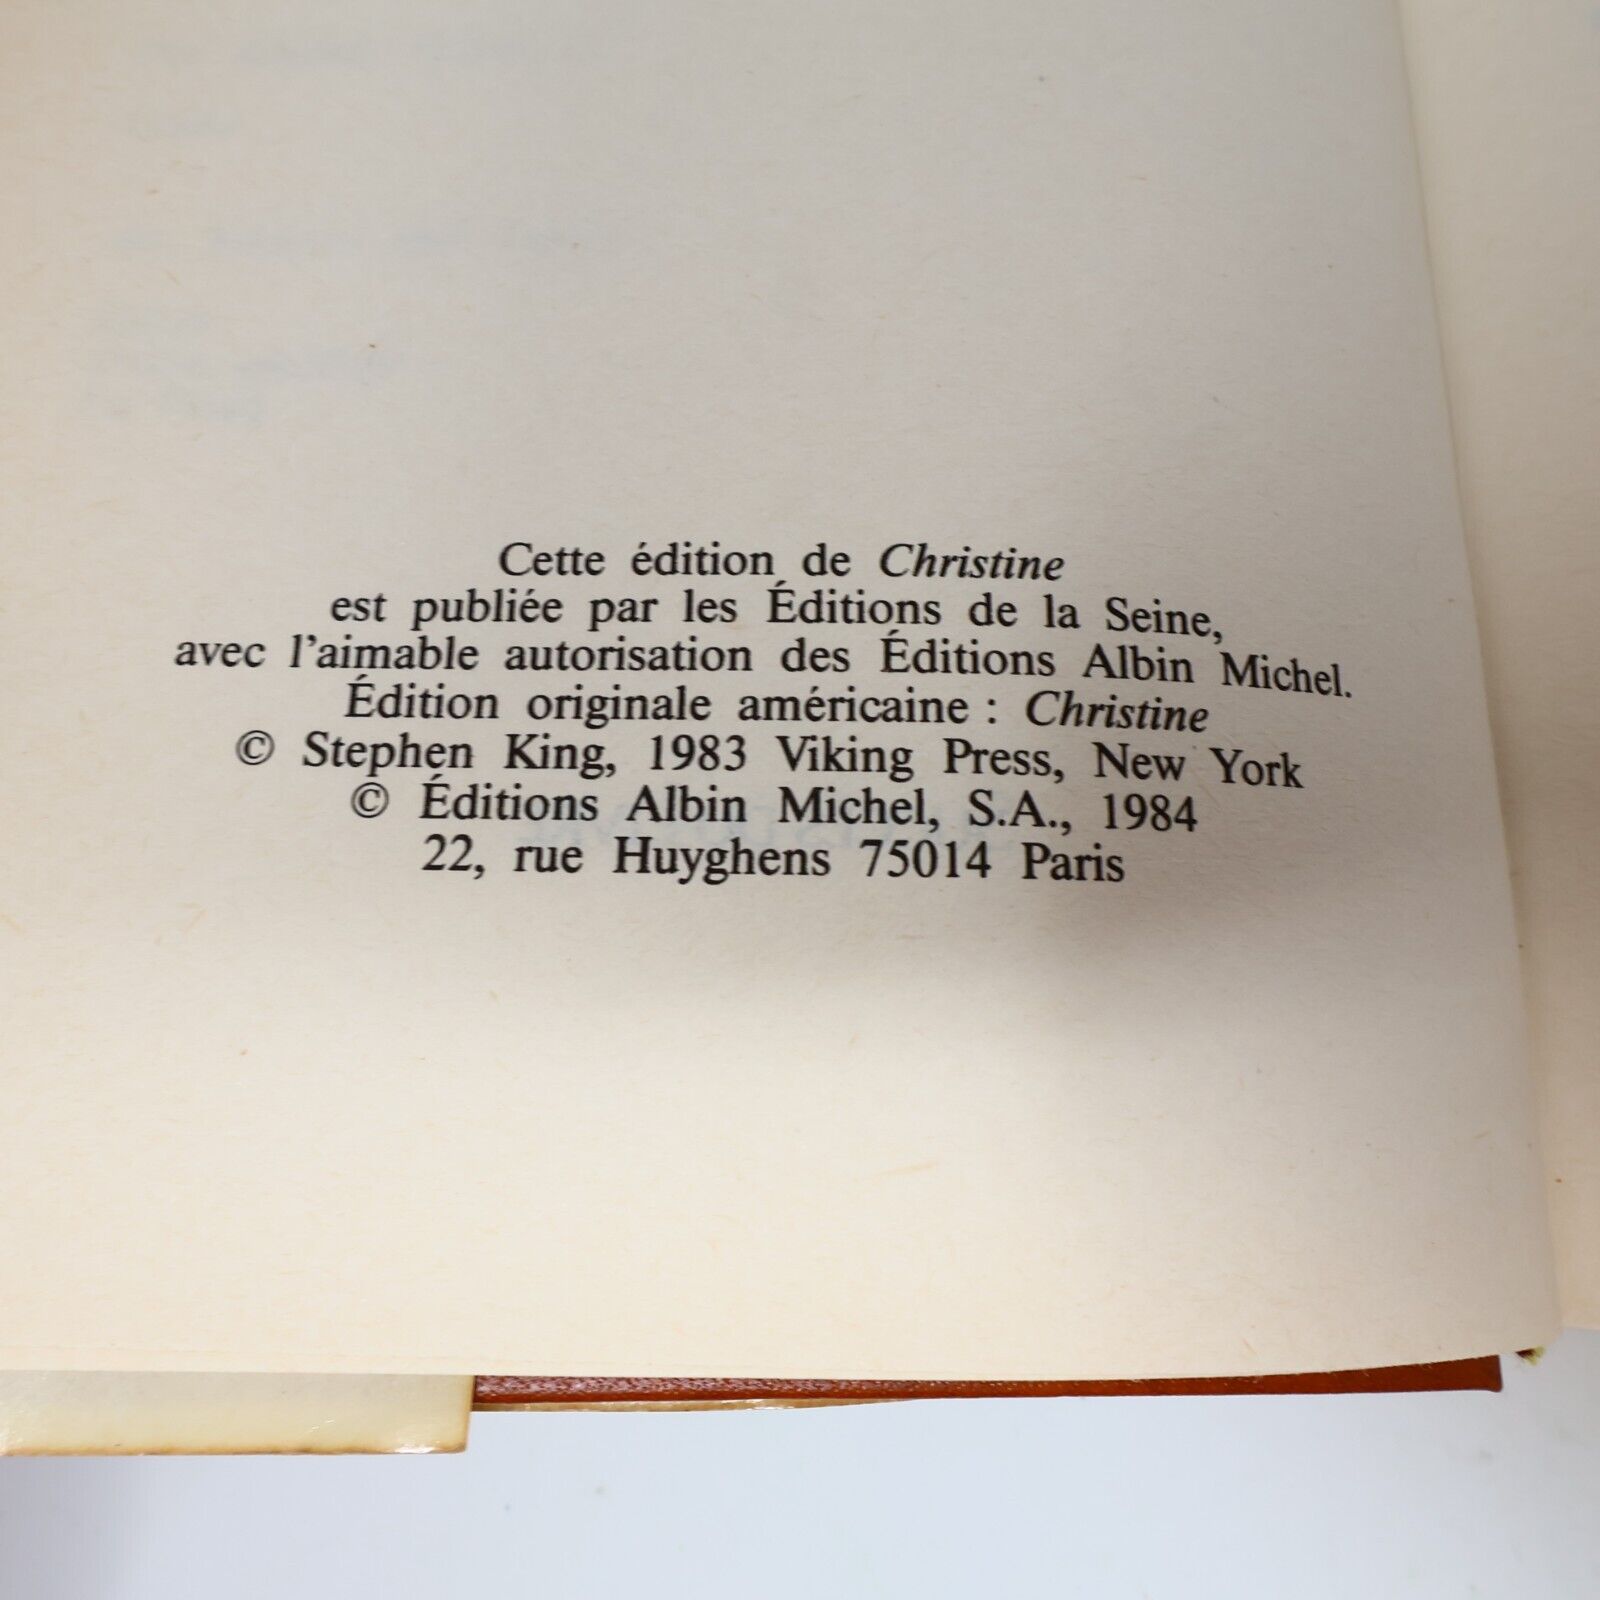 Cette édition de Christine
est publiée par les Éditions de la Seine,
avec l'aimable autorisation des Éditions Albin Michel.
Édition originale américaine : Christine
© Stephen King, 1983 Viking Press, New York
© Éditions Albin Michel, S.A., 1984
22, rue Huyghens 75014 Paris